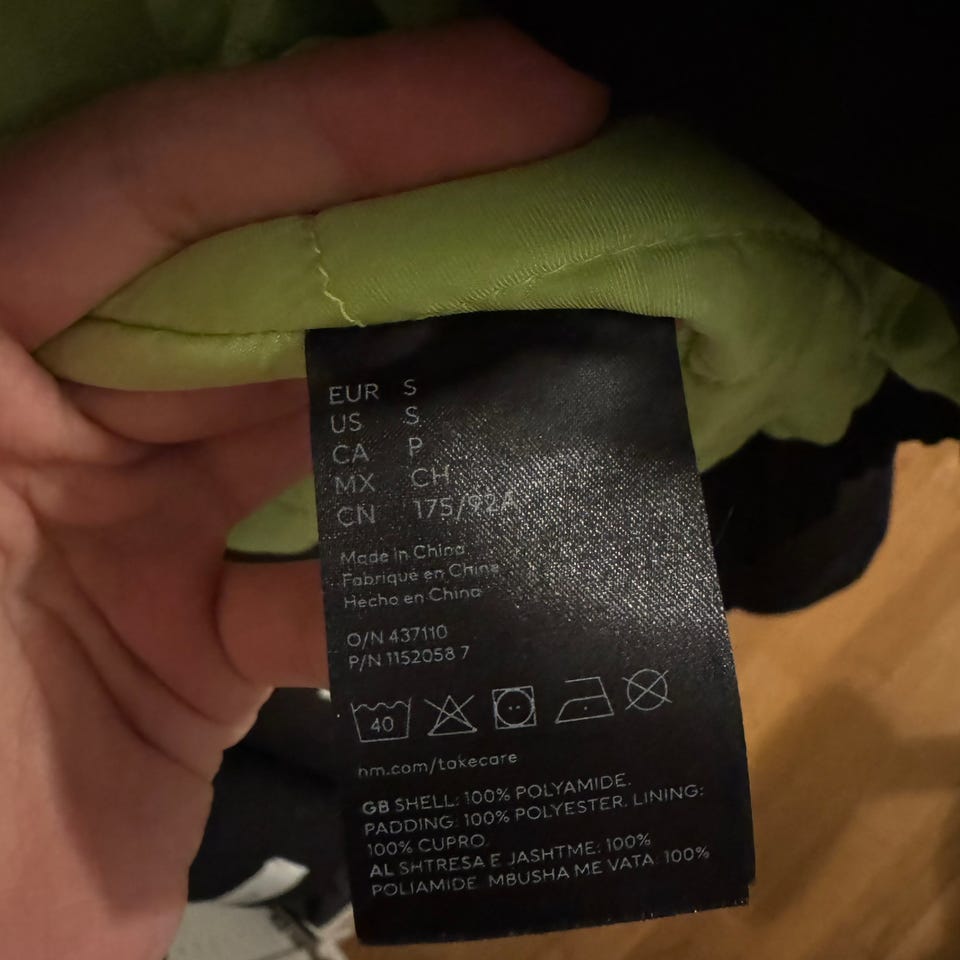 EUR S
US S
CA P
MX CH
CN 175/92A
Made in China
Fabriqué en Chine
Hecho en China
O/N 437110
P/N 1152058 7
40
hm.com/takecare
GB SHELL: 100% POLYAMIDE.
PADDING: 100% POLYESTER. LINING:
100% CUPRO.
AL SHTRESA E JASHTME: 100%
POLIAMIDE. MBUSHA ME VATA: 100%